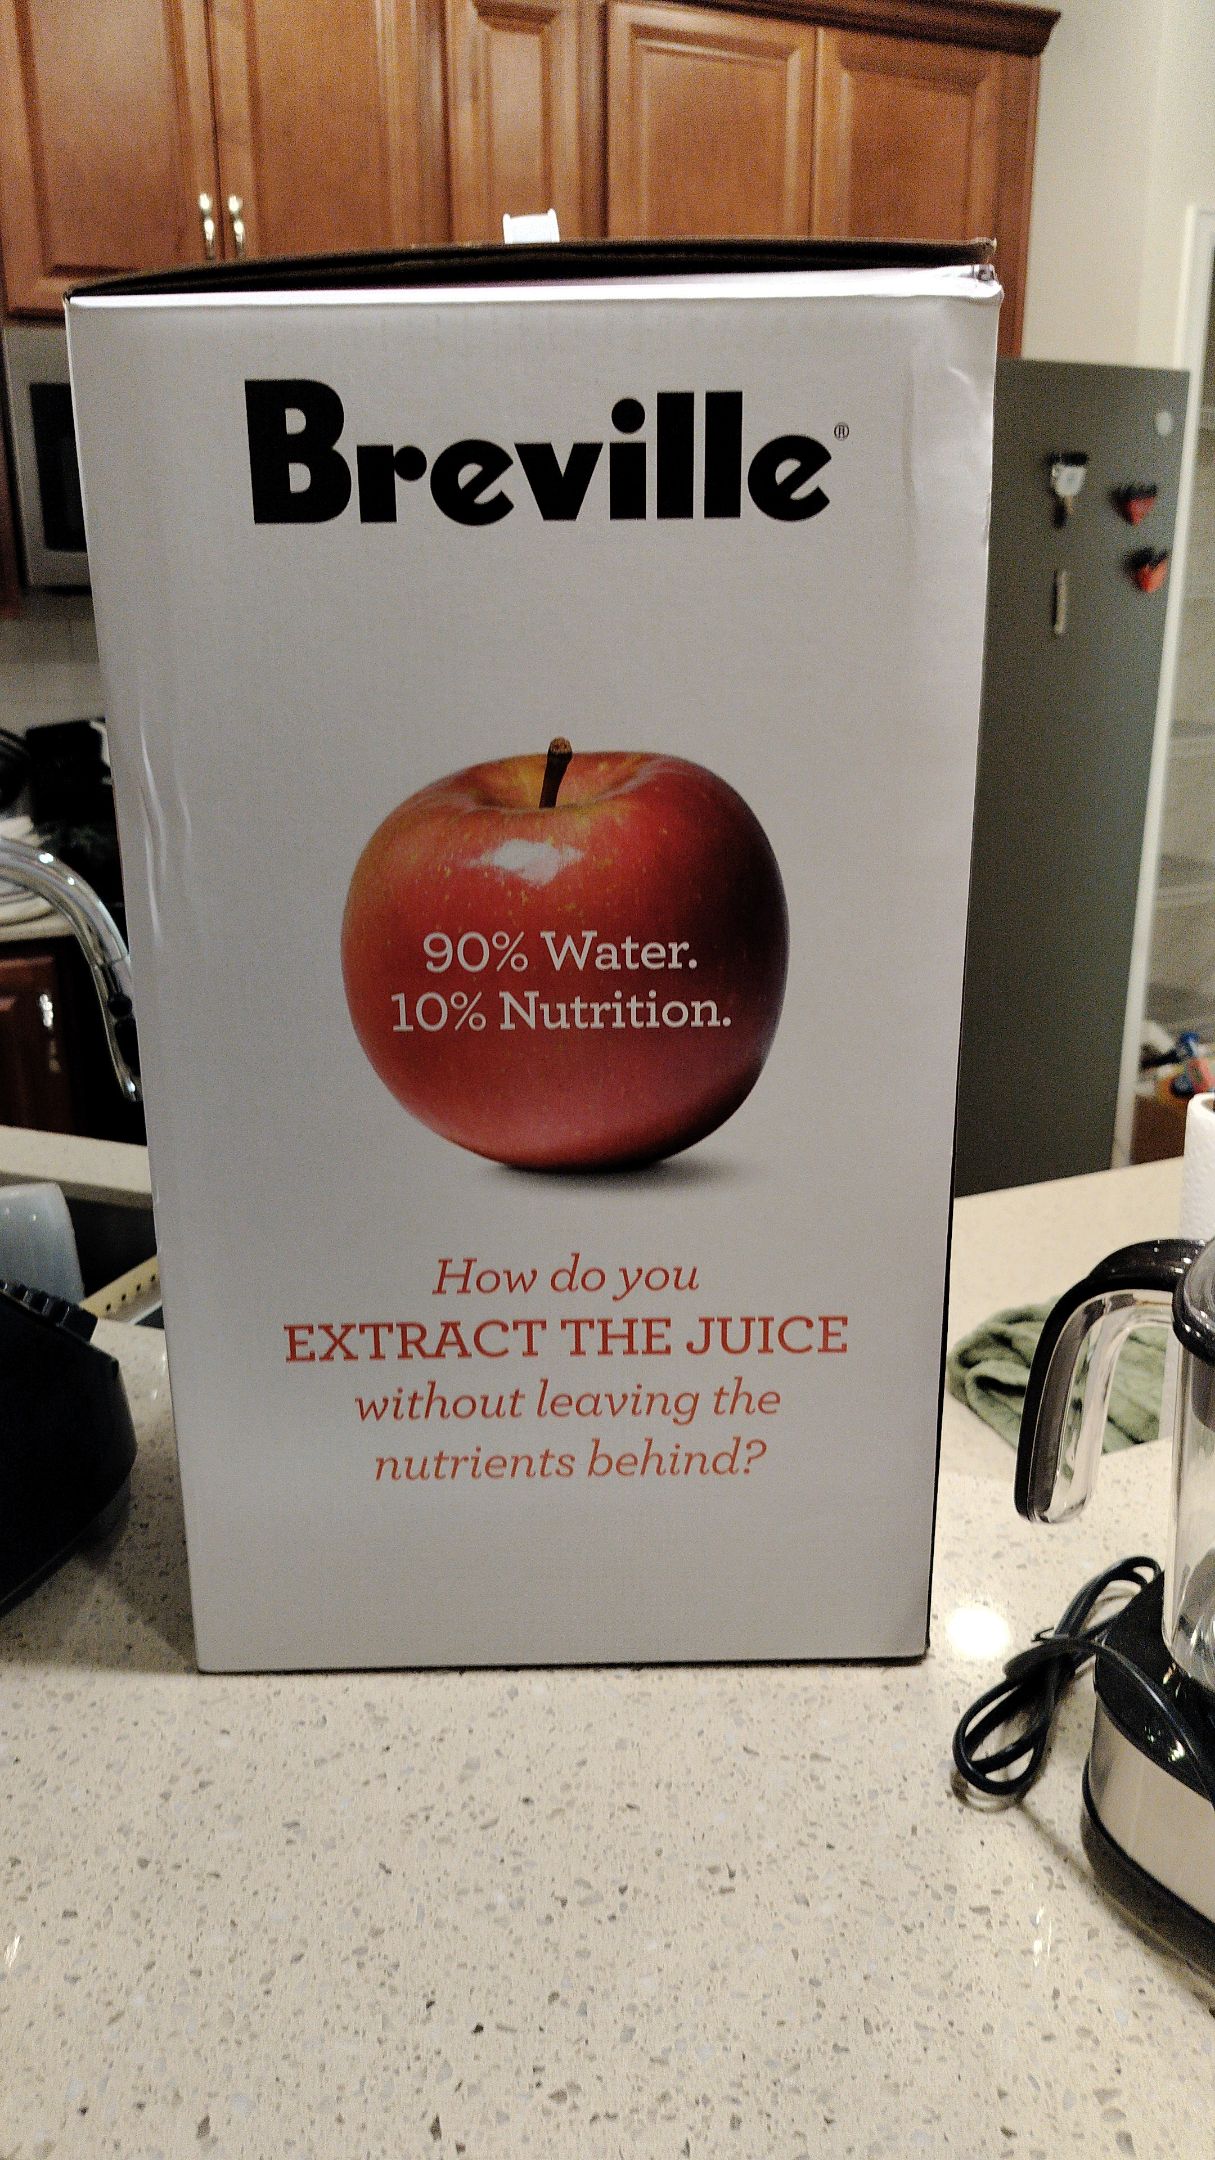 Breville®
90% Water.
10% Nutrition.
How do you
EXTRACT THE JUICE
without leaving the
nutrients behind?